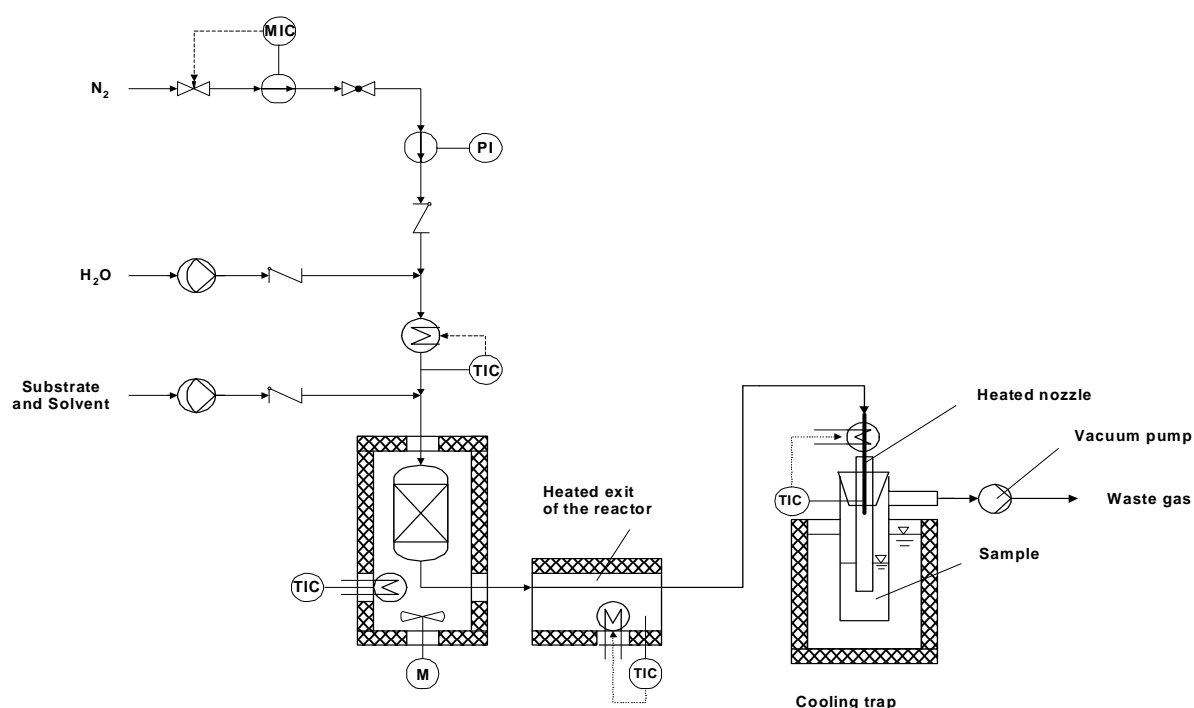 MIC
N2
PI
H2O
TIC
Substrate
and Solvent
Heated nozzle
Vacuum pump
Heated exit
of the reactor
TIC
Waste gas
Sample
TIC
M
TIC
Cooling trap